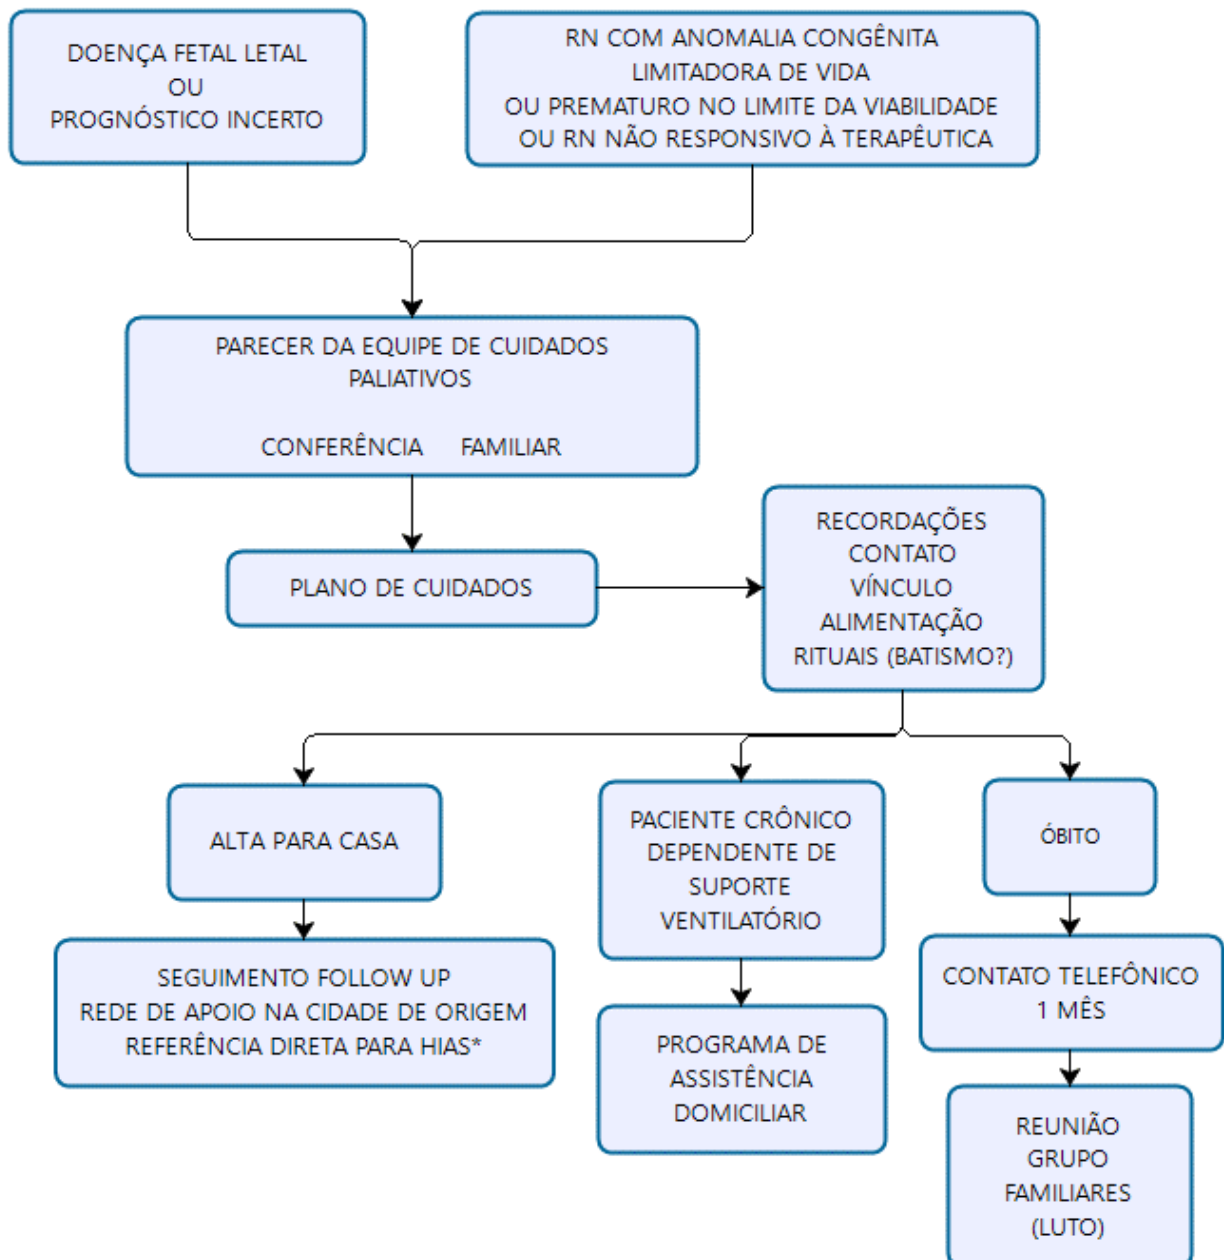 DOENÇA FETAL LETAL
OU
PROGNÓSTICO INCERTO
RN COM ANOMALIA CONGÊNITA
LIMITADORA DE VIDA
OU PREMATURO NO LIMITE DA VIABILIDADE
OU RN NÃO RESPONSIVO À TERAPÊUTICA
PARECER DA EQUIPE DE CUIDADOS
PALIATIVOS
CONFERÊNCIA FAMILIAR
PLANO DE CUIDADOS
RECORDAÇÕES
CONTATO
VÍNCULO
ALIMENTAÇÃO
RITUAIS (BATISMO?)
ALTA PARA CASA
SEGUIMENTO FOLLOW UP
REDE DE APOIO NA CIDADE DE ORIGEM
REFERÊNCIA DIRETA PARA HIAS*
PACIENTE CRÔNICO
DEPENDENTE DE
SUPORTE
VENTILATÓRIO
PROGRAMA DE
ASSISTÊNCIA
DOMICILIAR
ÓBITO
CONTATO TELEFÔNICO
1 MÊS
REUNIÃO
GRUPO
FAMILIARES
(LUTO)